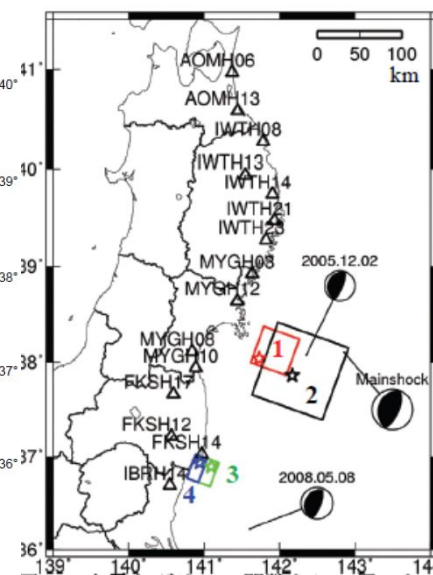 0 50 100
km
41°
40°
AOMH06
AOMH13
IWTH08
40°
39°
IWTH13
IWTH14
IWTH21
IWTH23
39°
38°
MYGH03
2005.12.02
MYGH12
1
2
Mainshock
MYGH08
MYGH10
38°
37°
FKSH17
FKSH12
FKSH14
37°
36°
IBRH14
3
4
2008.05.08
36°
139°
140°
141°
142°
143°